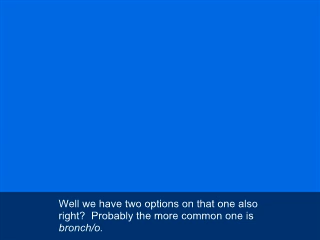 Well we have two options on that one also
right?  Probably the more common one is
bronch/o.